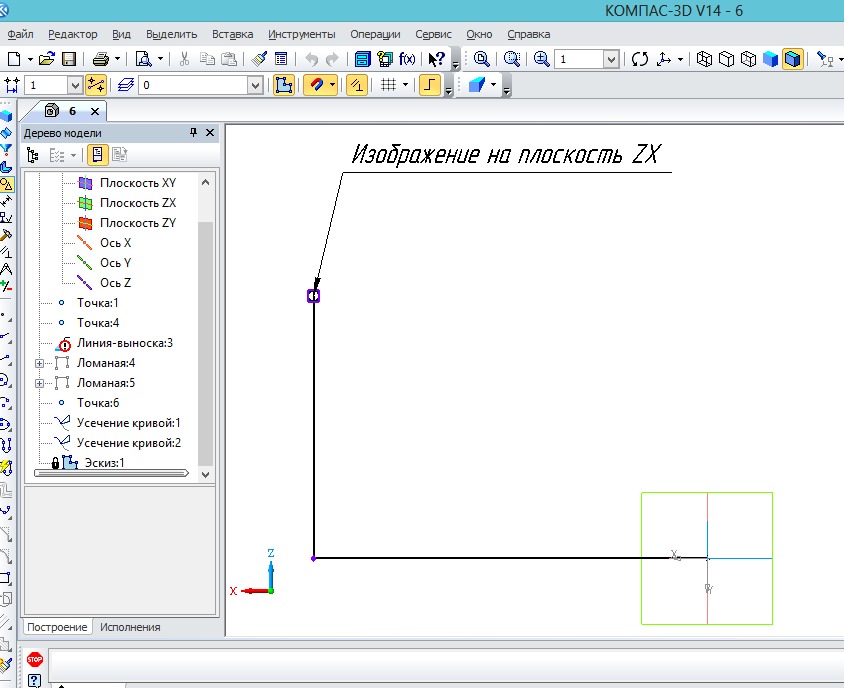 КОМПАС-3D V14 - 6
Файл Редактор Вид Выделить Вставка Инструменты Операции Сервис Окно Справка
f(x) 1
1 0
6
Дерево модели
Плоскость XY
Плоскость ZX
Плоскость ZY
Ось X
Ось Y
Ось Z
Точка:1
Точка:4
Линия-выноска:3
Ломаная:4
Ломаная:5
Точка:6
Усечение кривой:1
Усечение кривой:2
Эскиз:1
Изображение на плоскость ZX
Z
X
X
Построение Исполнения
STOP